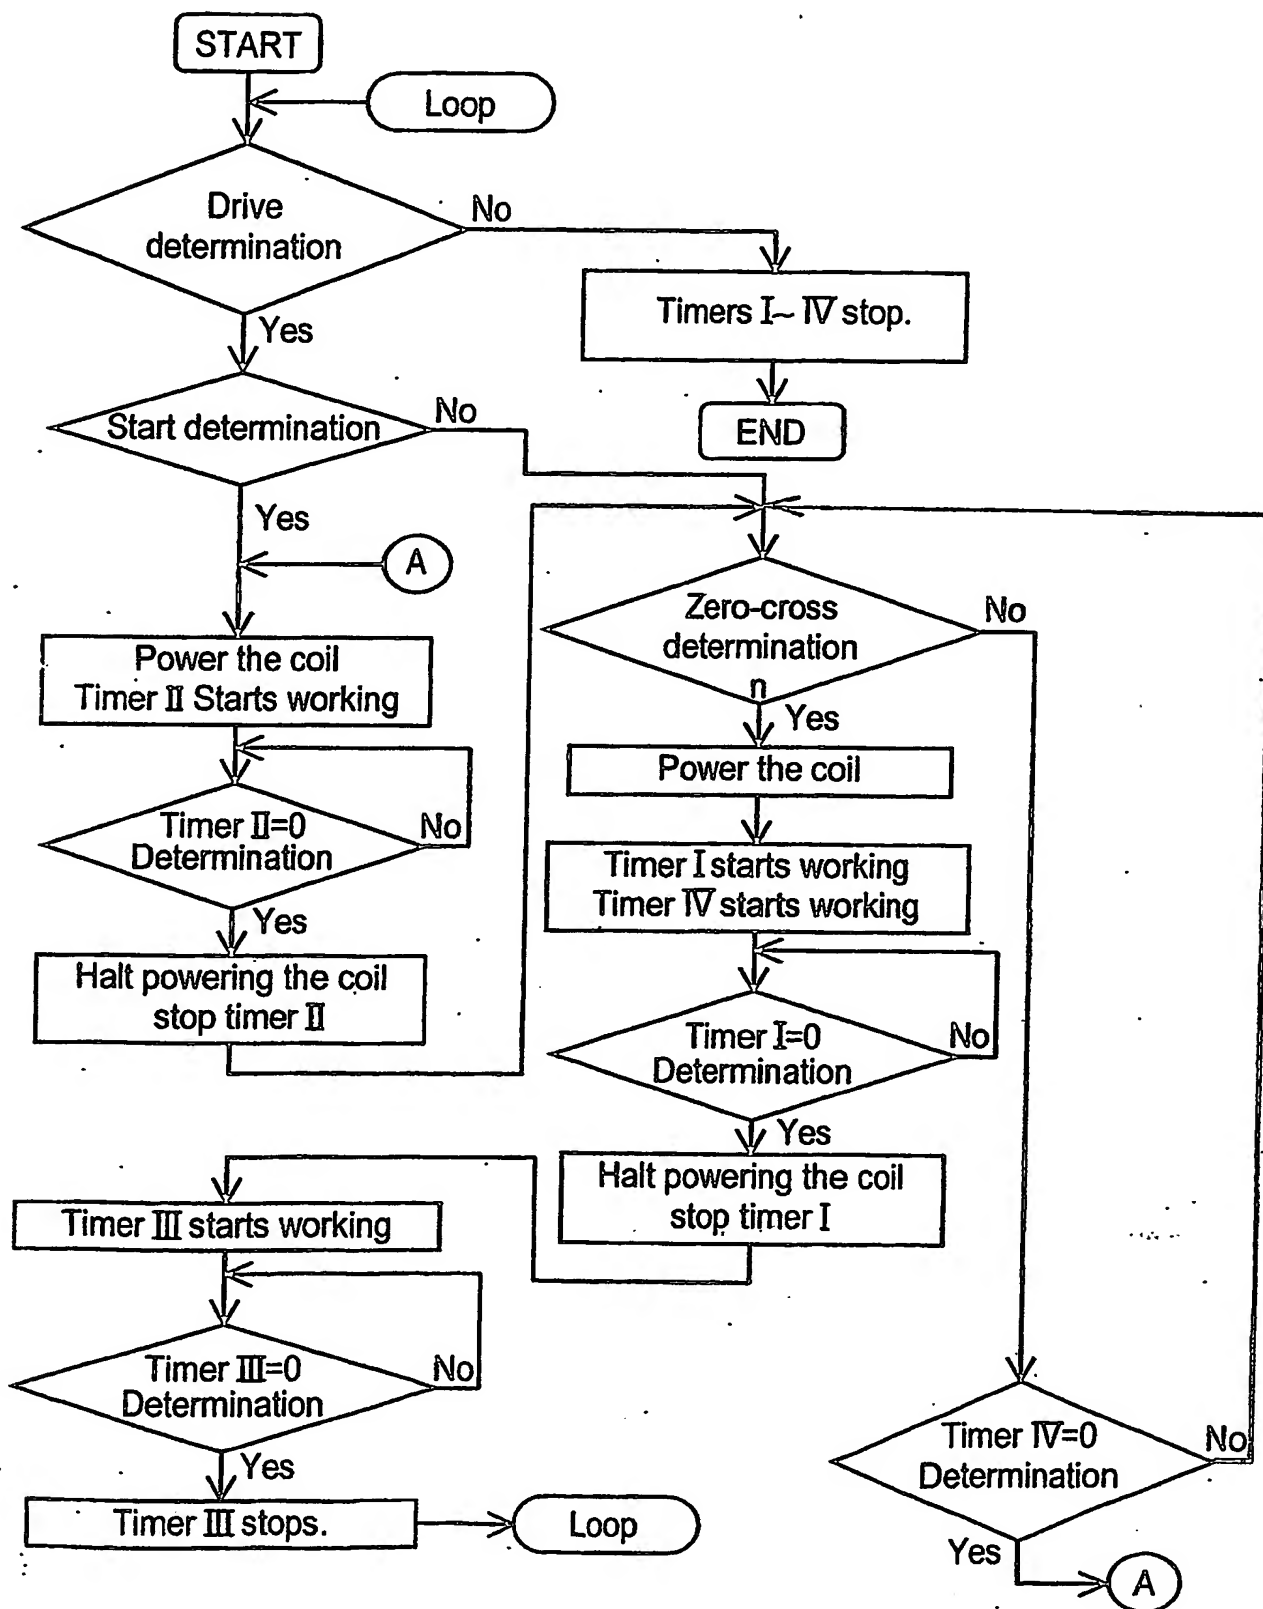 START
Loop
Drive
determination
No
Timers Ⅰ~ Ⅳ stop.
Yes
END
Start determination
No
Yes
A
Zero-cross
determination
n
No
Yes
Power the coil
Timer Ⅱ Starts working
Power the coil
Timer Ⅱ=0
Determination
No
Timer Ⅰ starts working
Timer Ⅳ starts working
Yes
Halt powering the coil
stop timer Ⅱ
Timer Ⅰ=0
Determination
No
Yes
Halt powering the coil
stop timer Ⅰ
Timer Ⅲ starts working
Timer Ⅲ=0
Determination
No
Yes
Timer Ⅲ stops.
Loop
Timer Ⅳ=0
Determination
No
Yes
A